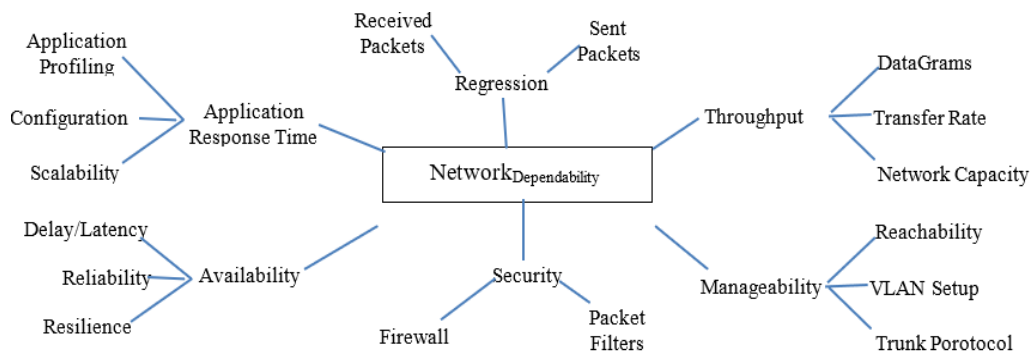 Received
Packets
Sent
Packets
Regression
Application
Profiling
Configuration
Scalability
Application
Response Time
Throughput
DataGrams
Transfer Rate
Network Capacity
NetworkDependability
Delay/Latency
Reliability
Resilience
Availability
Security
Firewall
Packet
Filters
Manageability
Reachability
VLAN Setup
Trunk Porotocol